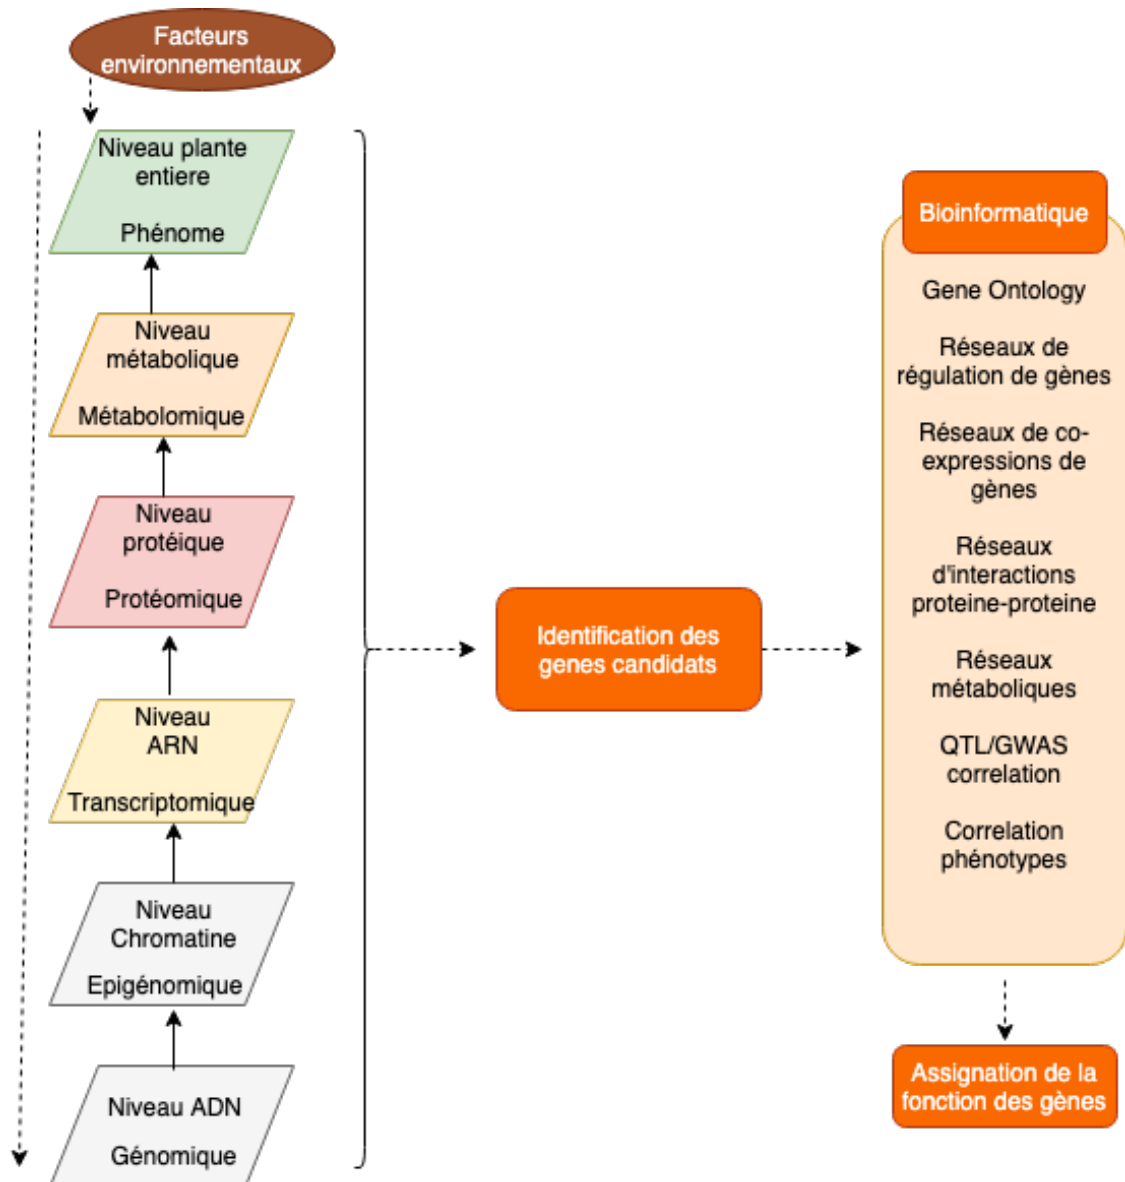 Facteurs
environnementaux
Niveau plante
entiere
Phénome
Niveau
métabolique
Métabolomique
Niveau
protéique
Protéomique
Niveau
ARN
Transcriptomique
Niveau
Chromatine
Epigénomique
Niveau ADN
Génomique
Identification des
genes candidats
Bioinformatique
Gene Ontology
Réseaux de
régulation de gènes
Réseaux de co-
expressions de
gènes
Réseaux
d'interactions
proteine-proteine
Réseaux
métaboliques
QTL/GWAS
correlation
Correlation
phénotypes
Assignation de la
fonction des gènes